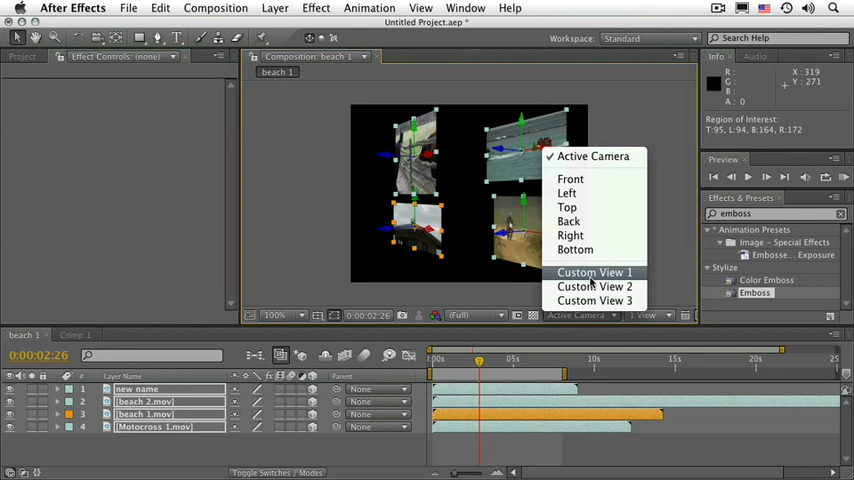 After Effects File Edit Composition Layer Effect Animation View Window Help
Untitled Project.aep *
Workspace: Standard Search Help
Project Effect Controls: (none) Composition: beach 1 Info Audio
beach 1
R: X: 319
G: Y: 271
B:
A: 0
Region of Interest:
T:95, L:94, B:164, R:172
Preview
Effects & Presets
emboss
* Animation Presets
Image - Special Effects
Embosse... Exposure
Stylize
Color Emboss
Emboss
✓ Active Camera
Front
Left
Top
Back
Right
Bottom
Custom View 1
Custom View 2
Custom View 3
100% 0:00:02:26 (Full) Active Camera 1 View
beach 1 Comp 1
0:00:02:26
05s 10s 15s 20s 25
# Layer Name Parent
1 new name None
2 [beach 2.mov] None
3 [beach 1.mov] None
4 [Motocross 1.mov] None
Toggle Switches / Modes